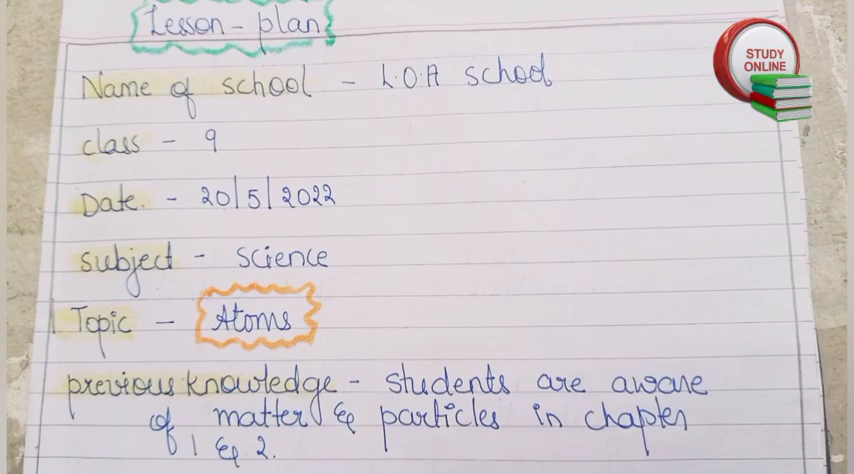 Lesson - plan
Name of school - L.O.A school
class - 9
Date. - 20/5/2022
subject - science
Topic - Atoms
previous knowledge - students are aware
of matter & particles in chapter
1 & 2.
STUDY
ONLINE